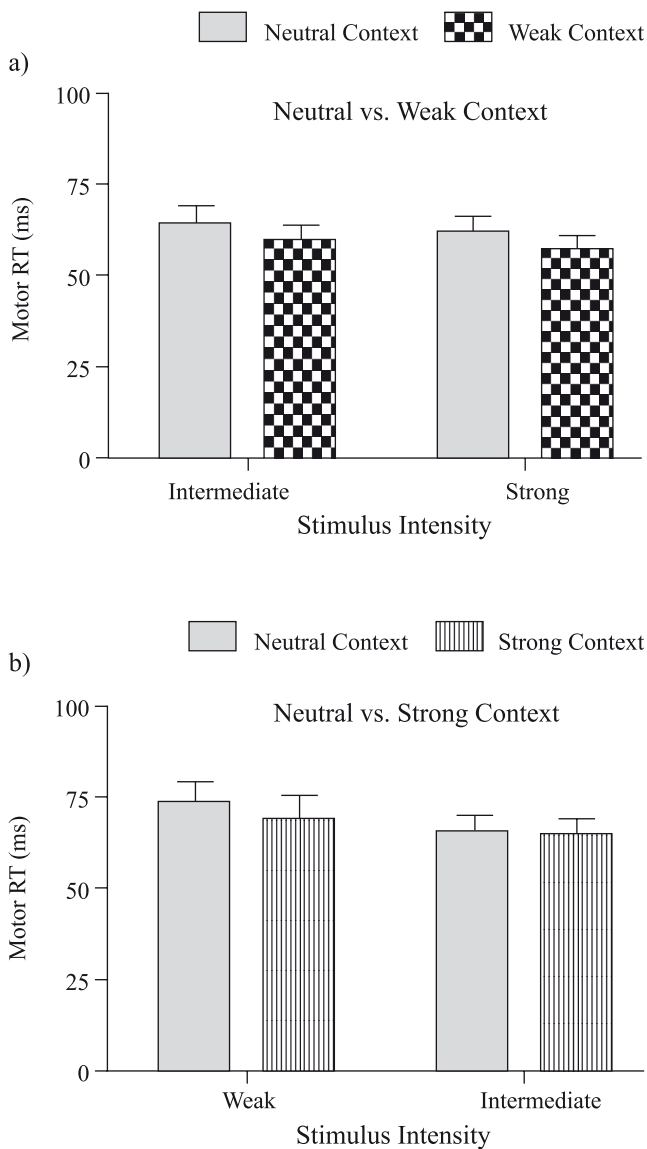 Neutral Context Weak Context
a)
Neutral vs. Weak Context
100
75
50
25
0
Motor RT (ms)
Intermediate Strong
Stimulus Intensity
Neutral Context Strong Context
b)
Neutral vs. Strong Context
100
75
50
25
0
Motor RT (ms)
Weak Intermediate
Stimulus Intensity